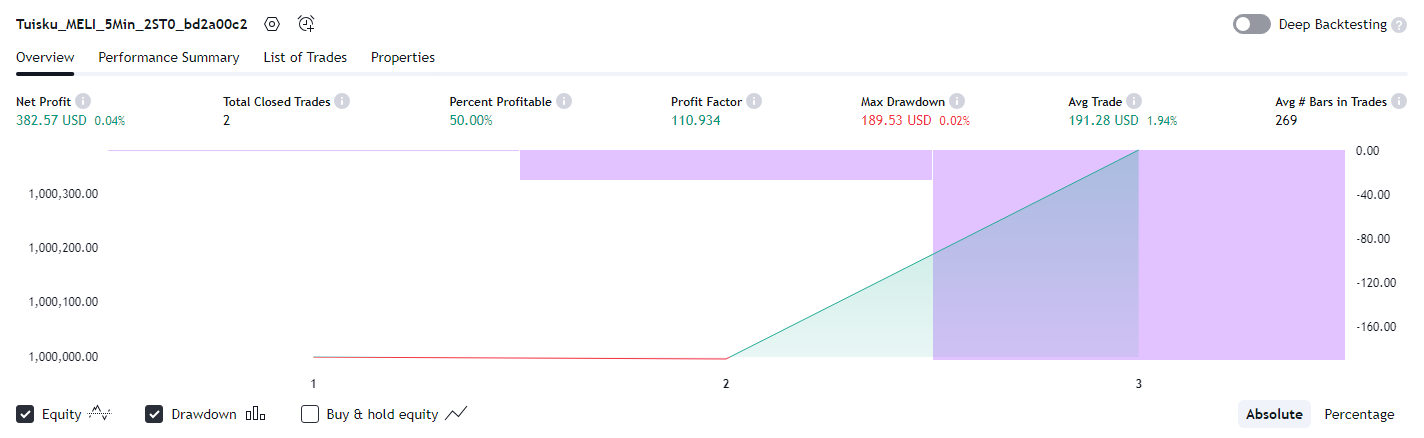 Tuisku_MELI_5Min_2ST0_bd2a00c2 Deep Backtesting ?
Overview Performance Summary List of Trades Properties
Net Profit i Total Closed Trades i Percent Profitable i Profit Factor i Max Drawdown i Avg Trade i Avg # Bars in Trades i
382.57 USD 0.04% 2 50.00% 110.934 189.53 USD 0.02% 191.28 USD 1.94% 269
0.00
1,000,300.00 -40.00
1,000,200.00 -80.00
1,000,100.00 -120.00
1,000,000.00 -160.00
1 2 3
Equity Drawdown Buy & hold equity Absolute Percentage